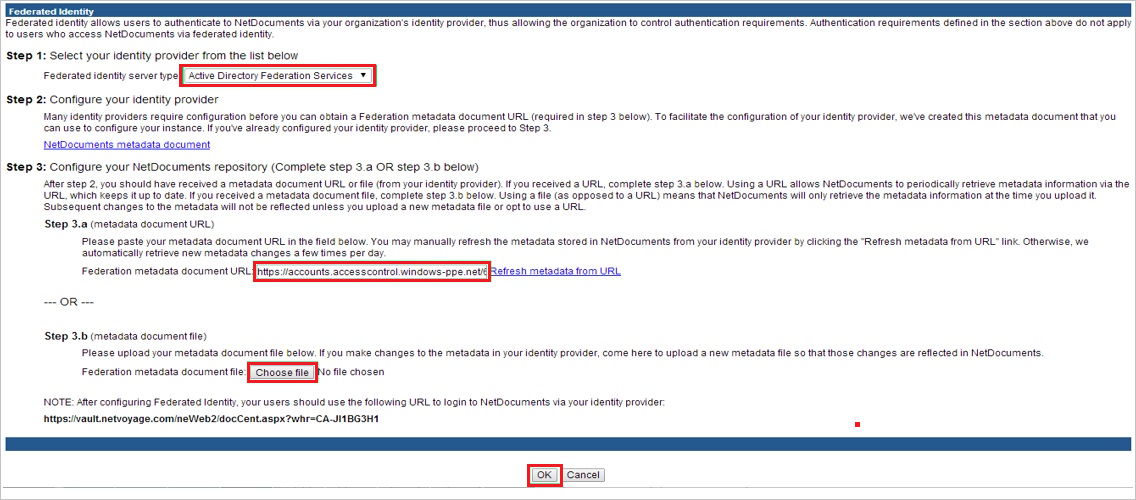 Federated Identity
Federated identity allows users to authenticate to NetDocuments via your organization's identity provider, thus allowing the organization to control authentication requirements. Authentication requirements defined in the section above do not apply
to users who access NetDocuments via federated identity.
Step 1: Select your identity provider from the list below
Federated identity server type: Active Directory Federation Services
Step 2: Configure your identity provider
Many identity providers require configuration before you can obtain a Federation metadata document URL (required in step 3 below). To facilitate the configuration of your identity provider, we've created this metadata document that you
can use to configure your instance. If you've already configured your identity provider, please proceed to Step 3.
NetDocuments metadata document
Step 3: Configure your NetDocuments repository (Complete step 3.a OR step 3.b below)
After step 2, you should have received a metadata document URL or file (from your identity provider). If you received a URL, complete step 3.a below. Using a URL allows NetDocuments to periodically retrieve metadata information via the
URL, which keeps it up to date. If you received a metadata document file, complete step 3.b below. Using a file (as opposed to a URL) means that NetDocuments will only retrieve the metadata information at the time you upload it.
Subsequent changes to the metadata will not be reflected unless you upload a new metadata file or opt to use a URL.
Step 3.a (metadata document URL)
Please paste your metadata document URL in the field below. You may manually refresh the metadata stored in NetDocuments from your identity provider by clicking the "Refresh metadata from URL" link. Otherwise, we
automatically retrieve new metadata changes a few times per day.
Federation metadata document URL: https://accounts.accesscontrol.windows-ppe.net/6 Refresh metadata from URL
--- OR ---
Step 3.b (metadata document file)
Please upload your metadata document file below. If you make changes to the metadata in your identity provider, come here to upload a new metadata file so that those changes are reflected in NetDocuments.
Federation metadata document file: Choose file No file chosen
NOTE: After configuring Federated Identity, your users should use the following URL to login to NetDocuments via your identity provider:
https://vault.netvoyage.com/neWeb2/docCent.aspx?whr=CA-JI1BG3H1
OK Cancel